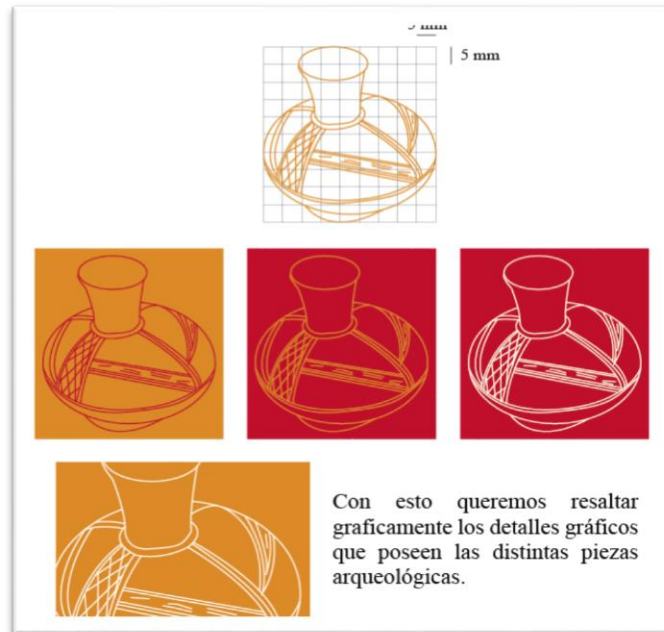 5 mm
Con esto queremos resaltar
graficamente los detalles gráficos
que poseen las distintas piezas
arqueológicas.